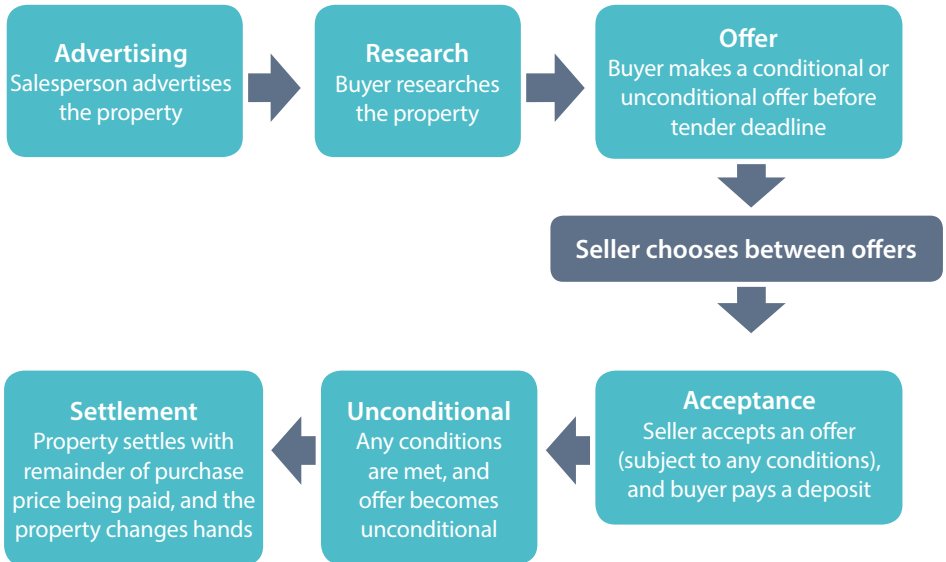 Advertising
Salesperson advertises
the property
Research
Buyer researches
the property
Offer
Buyer makes a conditional or
unconditional offer before
tender deadline
Seller chooses between offers
Acceptance
Seller accepts an offer
(subject to any conditions),
and buyer pays a deposit
Unconditional
Any conditions
are met, and
offer becomes
unconditional
Settlement
Property settles with
remainder of purchase
price being paid, and the
property changes hands